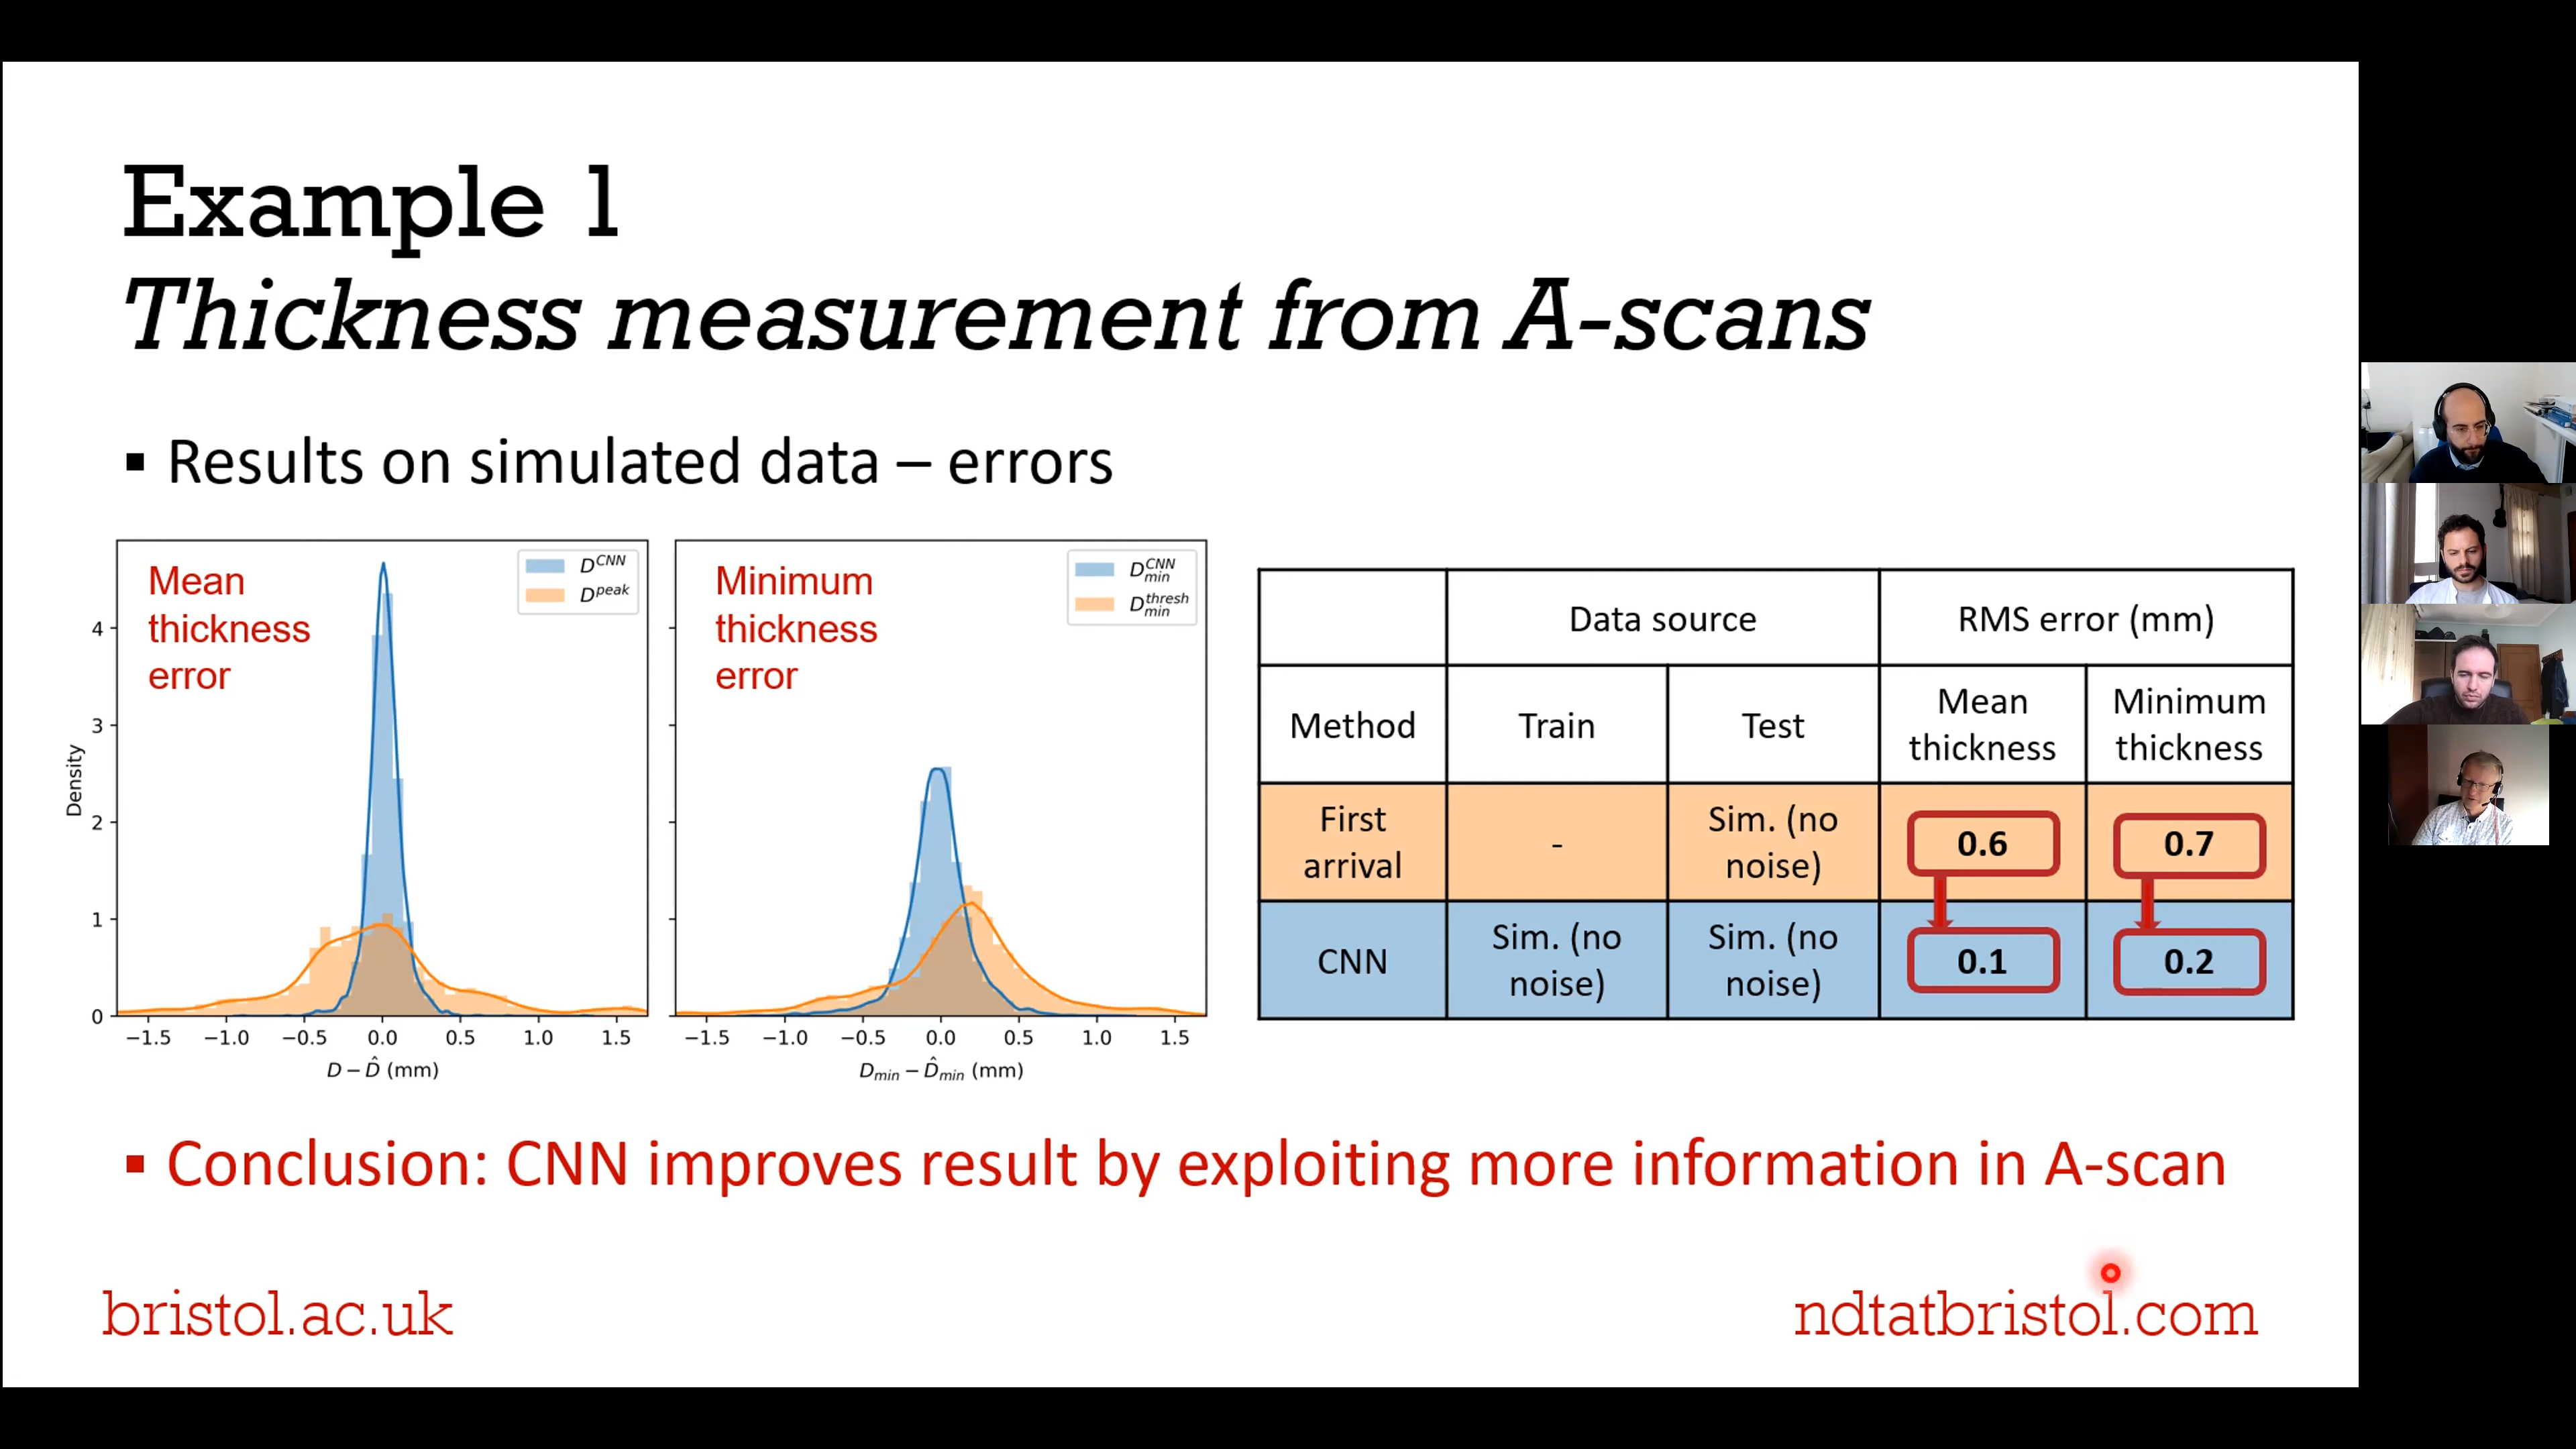 Example 1
Thickness measurement from A-scans
▪ Results on simulated data – errors
Mean
thickness
error
D^CNN
D^peak
4
3
2
1
0
Density
−1.5 −1.0 −0.5 0.0 0.5 1.0 1.5
D − D̂ (mm)
Minimum
thickness
error
D_min^CNN
D_min^thresh
−1.5 −1.0 −0.5 0.0 0.5 1.0 1.5
D_min − D̂_min (mm)
Data source RMS error (mm)
Method Train Test Mean thickness Minimum thickness
First arrival - Sim. (no noise) 0.6 0.7
CNN Sim. (no noise) Sim. (no noise) 0.1 0.2
▪ Conclusion: CNN improves result by exploiting more information in A-scan
bristol.ac.uk
ndtatbristol.com